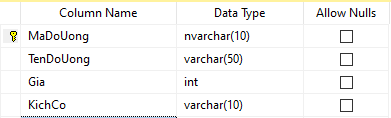 Column Name Data Type Allow Nulls
MaDoUong nvarchar(10)
TenDoUong varchar(50)
Gia int
KichCo varchar(10)